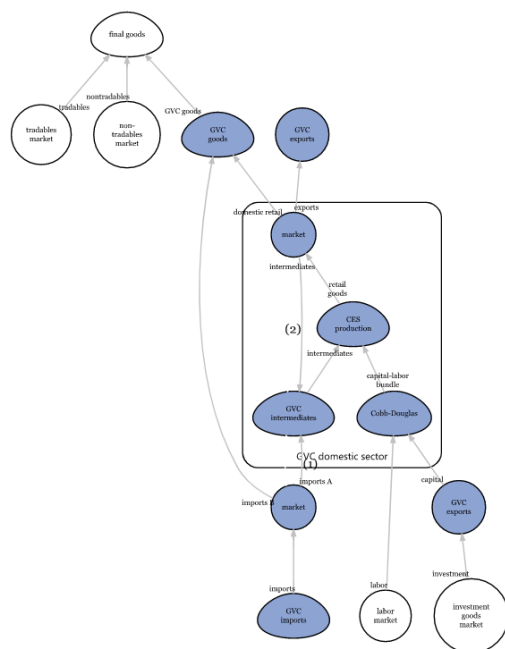 final goods
tradables
nontradables
GVC goods
tradables
market
non-
tradables
market
GVC
goods
GVC
exports
domestic retail
exports
market
intermediates
retail
goods
(2)
CES
production
intermediates
capital-labor
bundle
GVC
intermediates
Cobb-Douglas
GVC domestic sector
(1)
imports A
capital
imports B
market
GVC
exports
imports
labor
investment
GVC
imports
labor
market
investment
goods
market